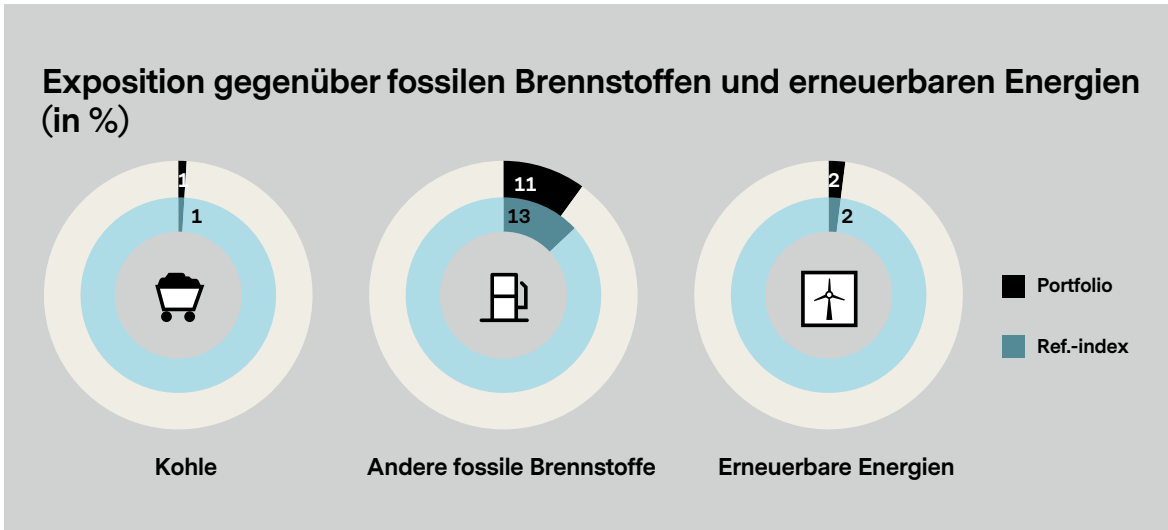 Exposition gegenüber fossilen Brennstoffen und erneuerbaren Energien
(in %)
1
1
11
13
2
2
Portfolio
Ref.-index
Kohle
Andere fossile Brennstoffe
Erneuerbare Energien